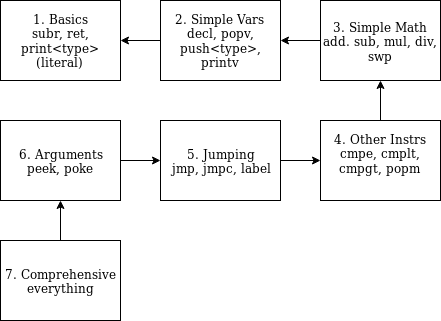 1. Basics
subr, ret,
print<type>
(literal)
2. Simple Vars
decl, popv,
push<type>,
printv
3. Simple Math
add. sub, mul, div,
swp
6. Arguments
peek, poke
5. Jumping
jmp, jmpc, label
4. Other Instrs
cmpe, cmplt,
cmpgt, popm
7. Comprehensive
everything